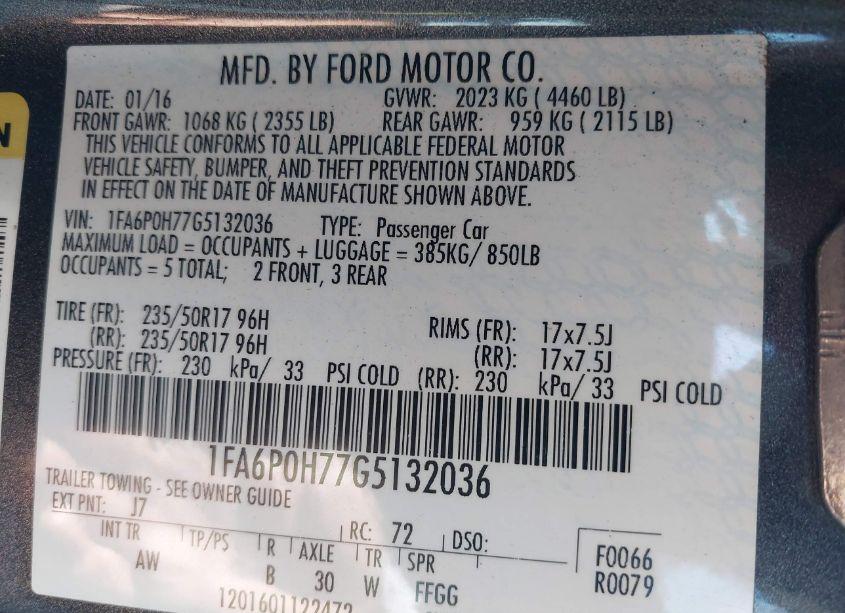 MFD. BY FORD MOTOR CO.
DATE: 01/16 GVWR: 2023 KG ( 4460 LB)
FRONT GAWR: 1068 KG ( 2355 LB) REAR GAWR: 959 KG ( 2115 LB)
THIS VEHICLE CONFORMS TO ALL APPLICABLE FEDERAL MOTOR
VEHICLE SAFETY, BUMPER, AND THEFT PREVENTION STANDARDS
IN EFFECT ON THE DATE OF MANUFACTURE SHOWN ABOVE.
VIN: 1FA6P0H77G5132036 TYPE: Passenger Car
MAXIMUM LOAD = OCCUPANTS + LUGGAGE = 385KG/ 850LB
OCCUPANTS = 5 TOTAL; 2 FRONT, 3 REAR
TIRE (FR): 235/50R17 96H RIMS (FR): 17x7.5J
(RR): 235/50R17 96H (RR): 17x7.5J
PRESSURE (FR): 230 kPa/ 33 PSI COLD (RR): 230 kPa/ 33 PSI COLD
1FA6P0H77G5132036
TRAILER TOWING - SEE OWNER GUIDE
EXT PNT: J7 RC: 72 DSO:
INT TR TP/PS R AXLE TR SPR F0066
AW B 30 W FFGG R0079
1201601122472
N